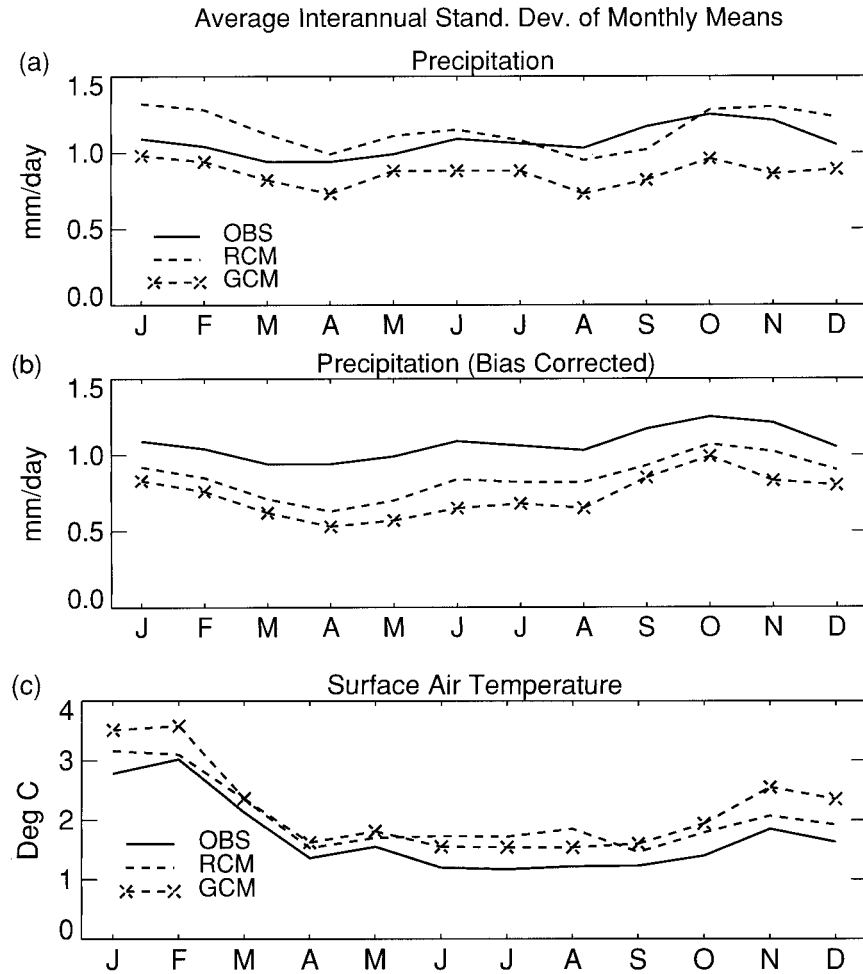 Average Interannual Stand. Dev. of Monthly Means
(a)
Precipitation
1.5
1.0
0.5
0.0
mm/day
OBS
RCM
GCM
J F M A M J J A S O N D
(b)
Precipitation (Bias Corrected)
1.5
1.0
0.5
0.0
mm/day
J F M A M J J A S O N D
(c)
Surface Air Temperature
4
3
2
1
0
Deg C
OBS
RCM
GCM
J F M A M J J A S O N D